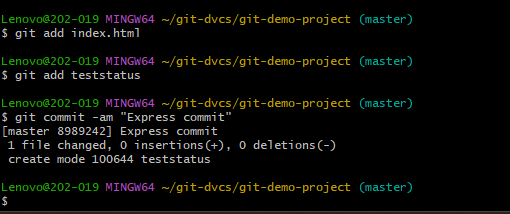 Lenovo@202-019 MINGW64 ~/git-dvcs/git-demo-project (master)
$ git add index.html
Lenovo@202-019 MINGW64 ~/git-dvcs/git-demo-project (master)
$ git add teststatus
Lenovo@202-019 MINGW64 ~/git-dvcs/git-demo-project (master)
$ git commit -am "Express commit"
[master 8989242] Express commit
 1 file changed, 0 insertions(+), 0 deletions(-)
 create mode 100644 teststatus
Lenovo@202-019 MINGW64 ~/git-dvcs/git-demo-project (master)
$